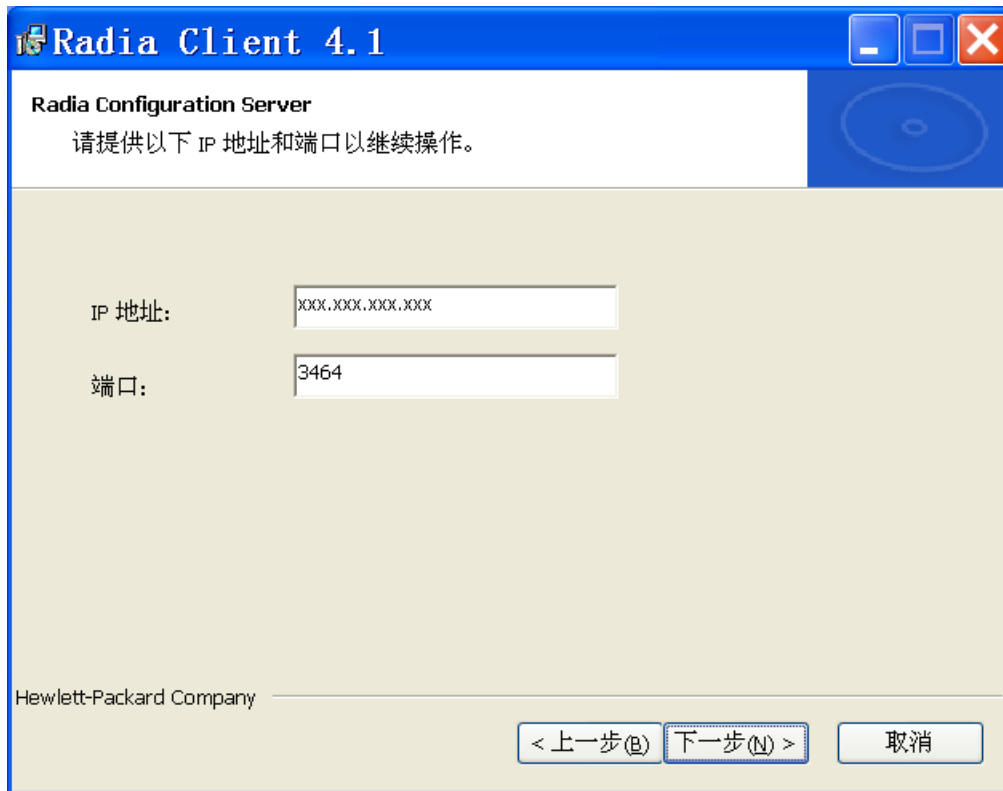 Radia Client 4.1
Radia Configuration Server
请提供以下 IP 地址和端口以继续操作。
IP 地址:
xxx.xxx.xxx.xxx
端口:
3464
Hewlett-Packard Company
< 上一步(B)
下一步(N) >
取消